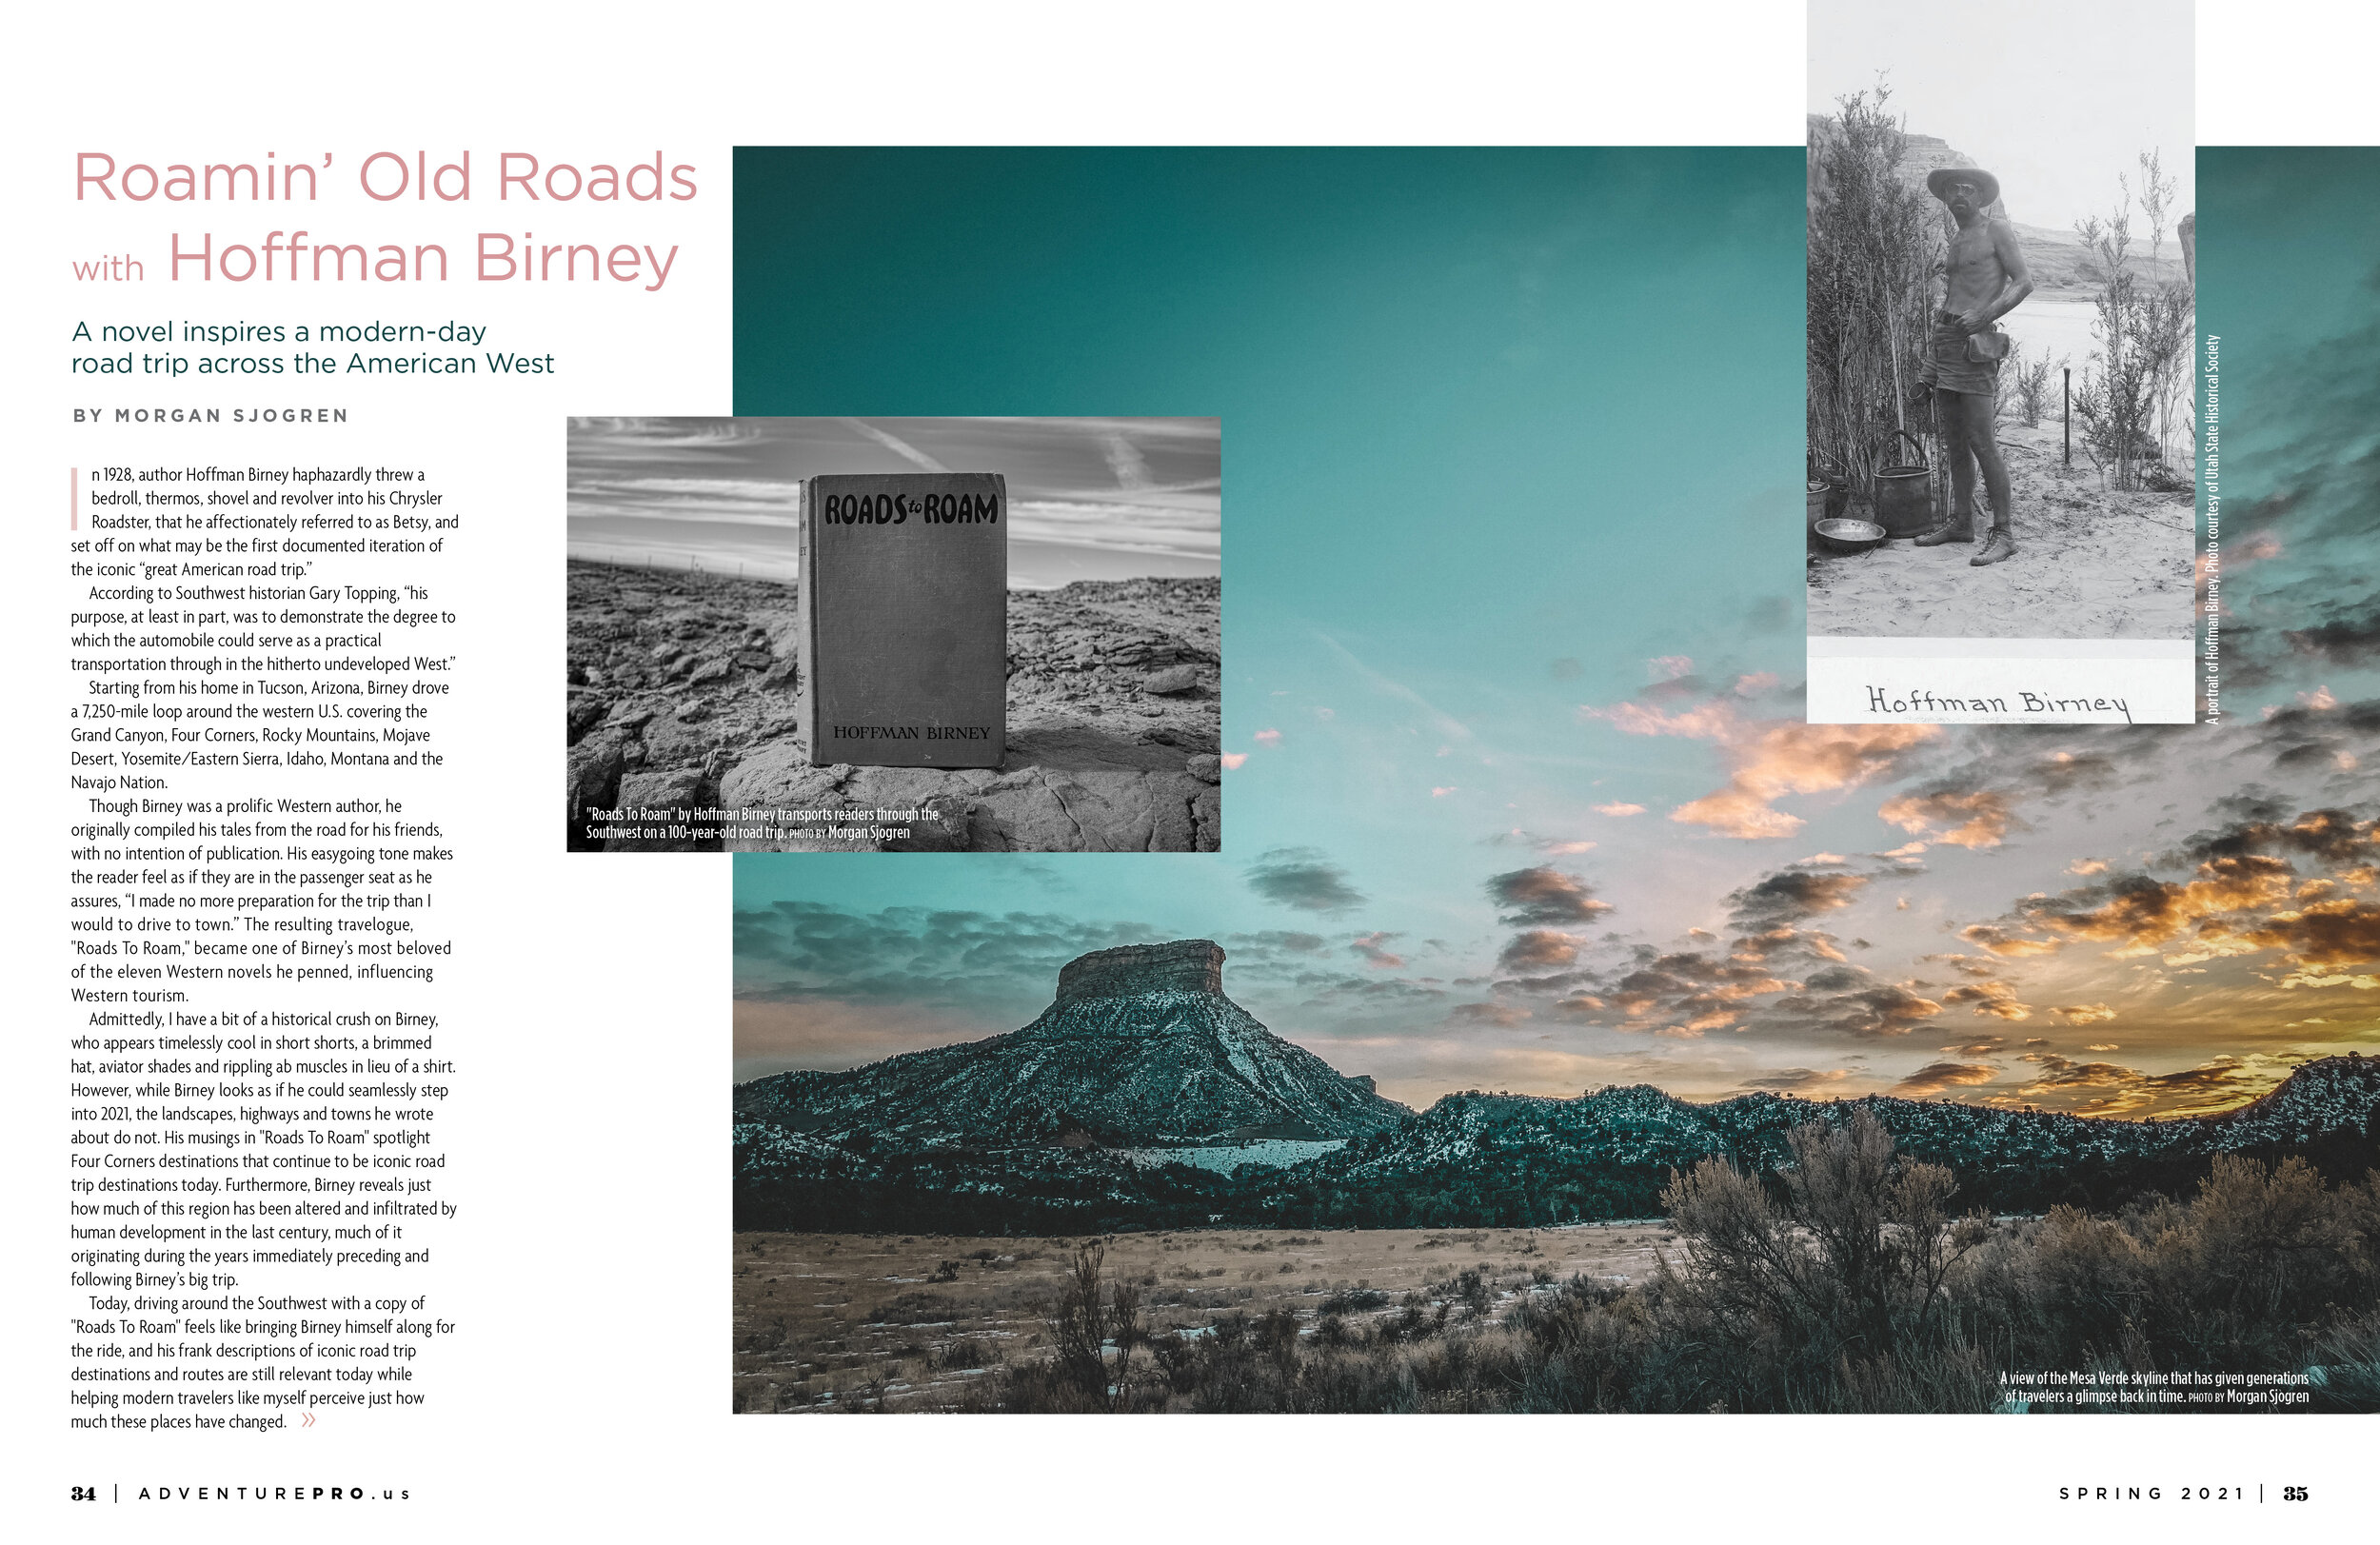 Roamin’ Old Roads
with Hoffman Birney
A novel inspires a modern-day
road trip across the American West
BY MORGAN SJOGREN
In 1928, author Hoffman Birney haphazardly threw a
bedroll, thermos, shovel and revolver into his Chrysler
Roadster, that he affectionately referred to as Betsy, and
set off on what may be the first documented iteration of
the iconic “great American road trip.”
According to Southwest historian Gary Topping, “his
purpose, at least in part, was to demonstrate the degree to
which the automobile could serve as a practical
transportation through in the hitherto undeveloped West.”
Starting from his home in Tucson, Arizona, Birney drove
a 7,250-mile loop around the western U.S. covering the
Grand Canyon, Four Corners, Rocky Mountains, Mojave
Desert, Yosemite/Eastern Sierra, Idaho, Montana and the
Navajo Nation.
Though Birney was a prolific Western author, he
originally compiled his tales from the road for his friends,
with no intention of publication. His easygoing tone makes
the reader feel as if they are in the passenger seat as he
assures, “I made no more preparation for the trip than I
would to drive to town.” The resulting travelogue,
"Roads To Roam," became one of Birney’s most beloved
of the eleven Western novels he penned, influencing
Western tourism.
Admittedly, I have a bit of a historical crush on Birney,
who appears timelessly cool in short shorts, a brimmed
hat, aviator shades and rippling ab muscles in lieu of a shirt.
However, while Birney looks as if he could seamlessly step
into 2021, the landscapes, highways and towns he wrote
about do not. His musings in "Roads To Roam" spotlight
Four Corners destinations that continue to be iconic road
trip destinations today. Furthermore, Birney reveals just
how much of this region has been altered and infiltrated by
human development in the last century, much of it
originating during the years immediately preceding and
following Birney’s big trip.
Today, driving around the Southwest with a copy of
"Roads To Roam" feels like bringing Birney himself along for
the ride, and his frank descriptions of iconic road trip
destinations and routes are still relevant today while
helping modern travelers like myself perceive just how
much these places have changed. »
ROADS to ROAM
HOFFMAN BIRNEY
"Roads To Roam" by Hoffman Birney transports readers through the
Southwest on a 100-year-old road trip. PHOTO BY Morgan Sjogren
Hoffman Birney
A portrait of Hoffman Birney. Photo courtesy of Utah State Historical Society
A view of the Mesa Verde skyline that has given generations
of travelers a glimpse back in time. PHOTO BY Morgan Sjogren
34 | ADVENTUREPRO.us
SPRING 2021 | 35